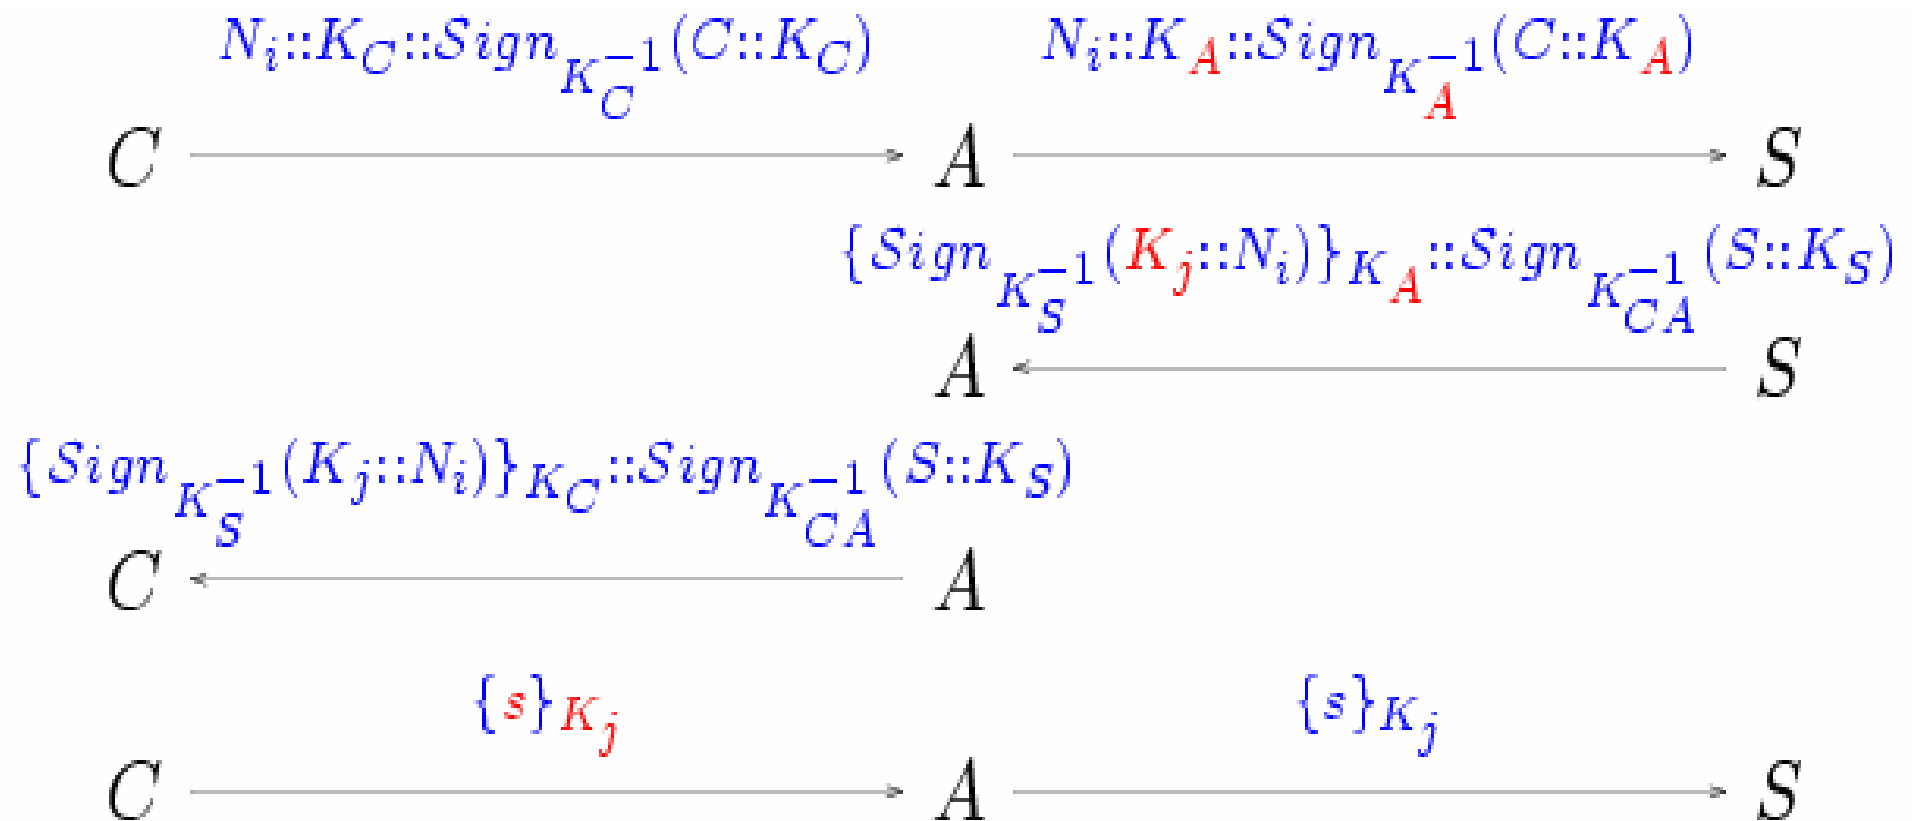 N_i::K_C::Sign_{K_C^{-1}}(C::K_C) N_i::K_A::Sign_{K_A^{-1}}(C::K_A)
C A S
{Sign_{K_S^{-1}}(K_j::N_i)}_{K_A}::Sign_{K_{CA}^{-1}}(S::K_S)
A S
{Sign_{K_S^{-1}}(K_j::N_i)}_{K_C}::Sign_{K_{CA}^{-1}}(S::K_S)
C A
{s}_{K_j} {s}_{K_j}
C A S